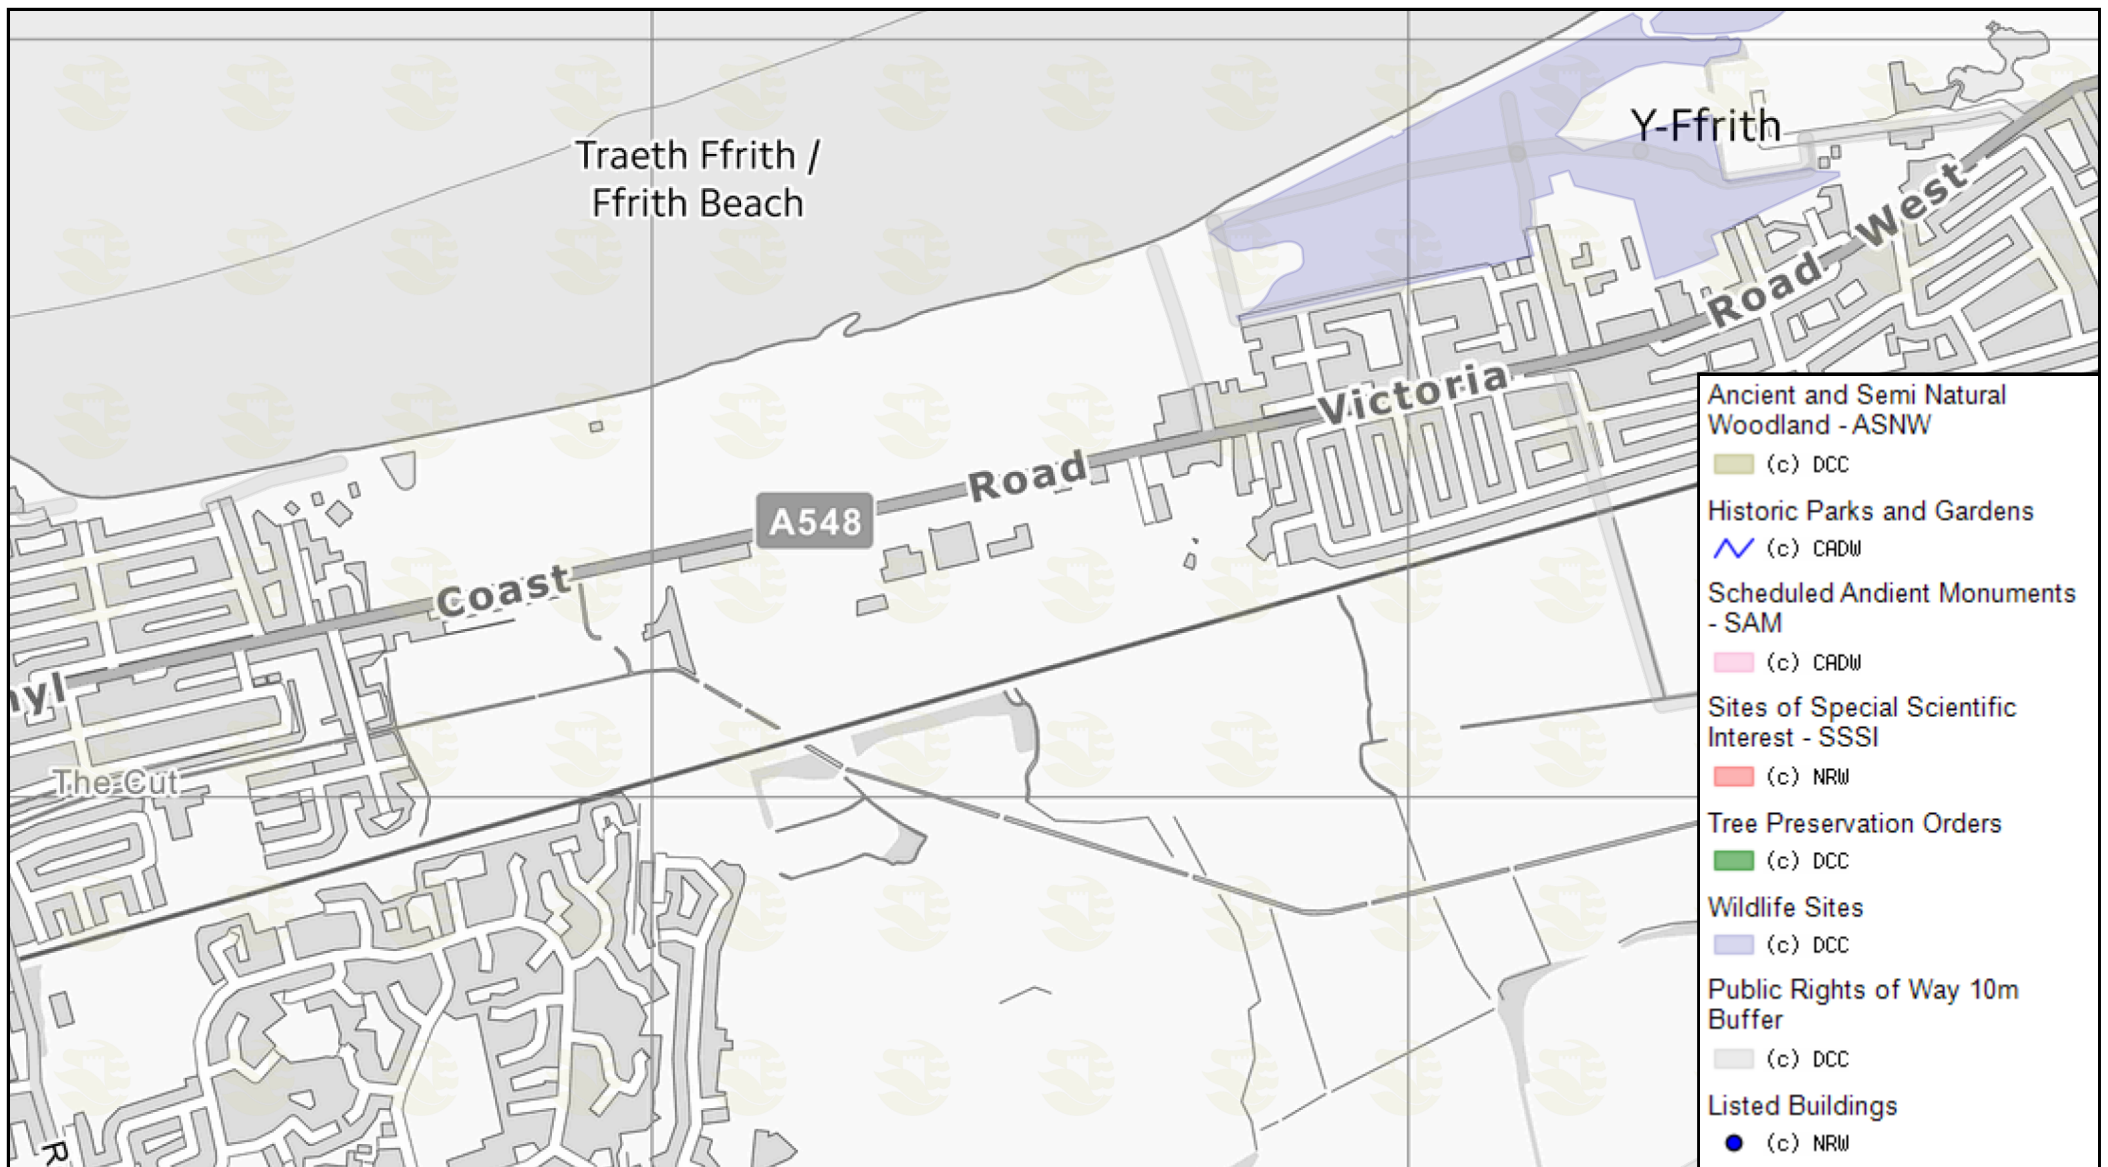 Traeth Ffrith /
Ffrith Beach
Y-Ffrith
Victoria Road West
A548
Coast Road
The Cut
Ancient and Semi Natural
Woodland - ASNW
(c) DCC
Historic Parks and Gardens
(c) CADW
Scheduled Andient Monuments
- SAM
(c) CADW
Sites of Special Scientific
Interest - SSSI
(c) NRW
Tree Preservation Orders
(c) DCC
Wildlife Sites
(c) DCC
Public Rights of Way 10m
Buffer
(c) DCC
Listed Buildings
(c) NRW